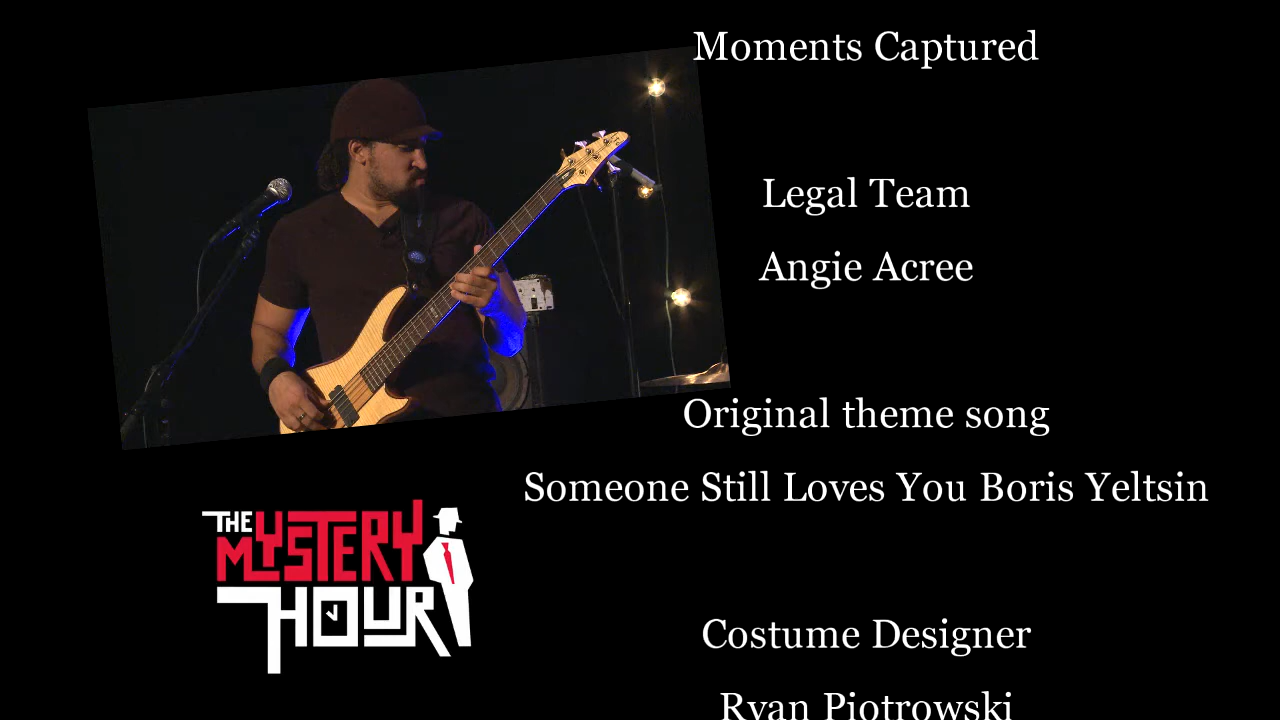 Moments Captured
Legal Team
Angie Acree
Original theme song
Someone Still Loves You Boris Yeltsin
THE
MYSTERY
HOUR
Costume Designer
Ryan Piotrowski